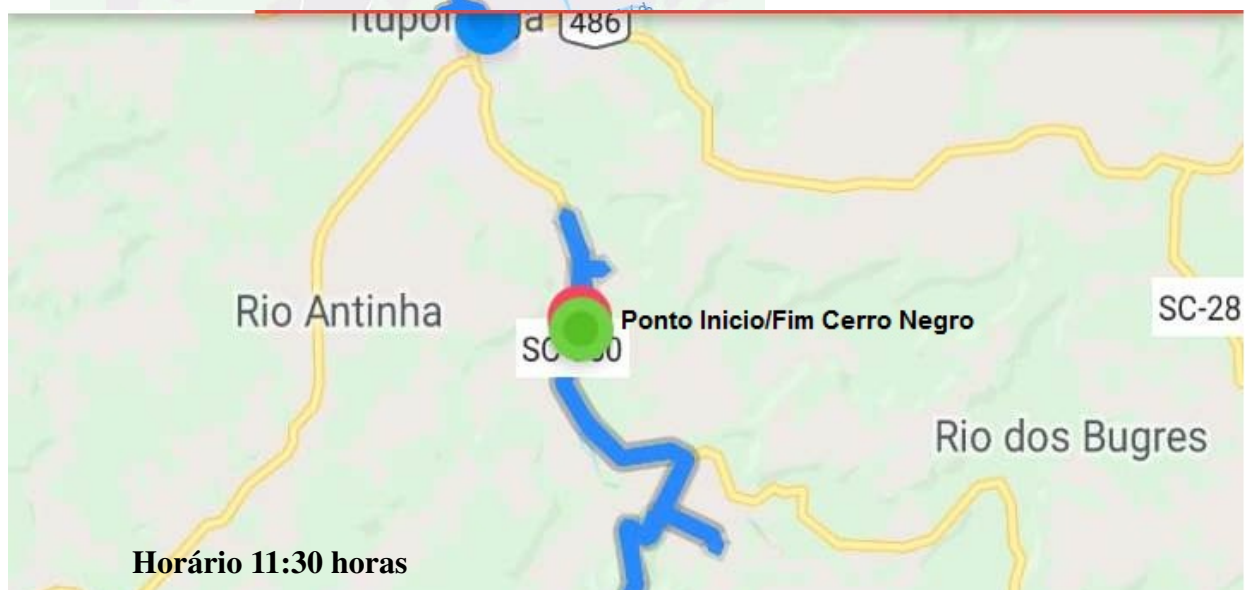 486
Rio Antinha
Ponto Inicio/Fim Cerro Negro
SC-28
Rio dos Bugres
Horário 11:30 horas